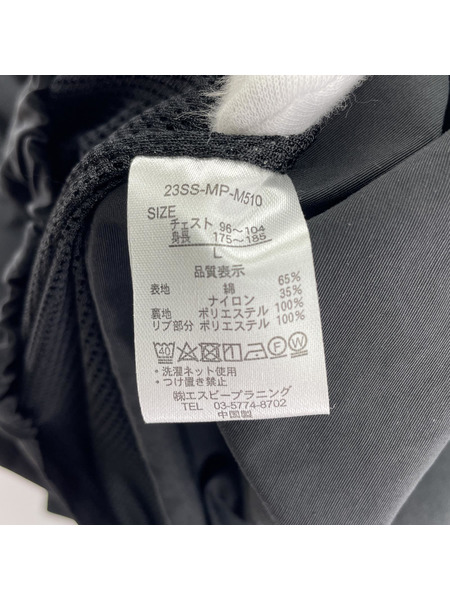 23SS-MP-M510
SIZE
チェスト 96〜104
身長 175〜185
L
品質表示
表地 綿 65%
ナイロン 35%
裏地 ポリエステル 100%
リブ部分 ポリエステル 100%
40 P W
・洗濯ネット使用
・つけ置き禁止
㈱エスピープラニング
TEL 03-5774-8702
中国製